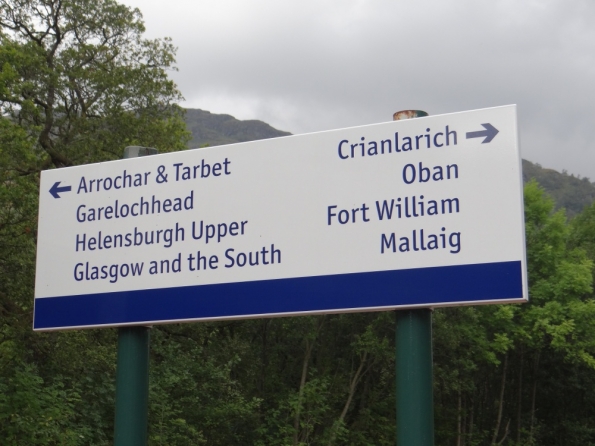 ← Arrochar & Tarbet
Garelochhead
Helensburgh Upper
Glasgow and the South
Crianlarich →
Oban
Fort William
Mallaig